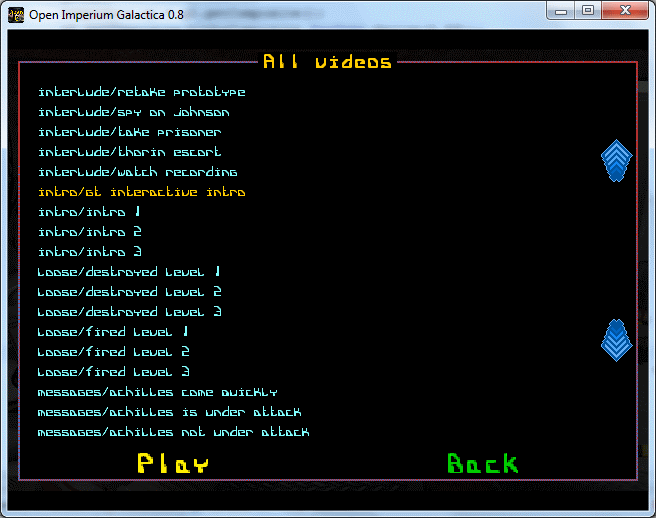 Open Imperium Galactica 0.8
All videos
interlude/retake prototype
interlude/spy on johnson
interlude/take prisoner
interlude/thorin escort
interlude/watch recording
intro/gt interactive intro
intro/intro 1
intro/intro 2
intro/intro 3
loose/destroyed level 1
loose/destroyed level 2
loose/destroyed level 3
loose/fired level 1
loose/fired level 2
loose/fired level 3
messages/achilles come quickly
messages/achilles is under attack
messages/achilles not under attack
Play Back